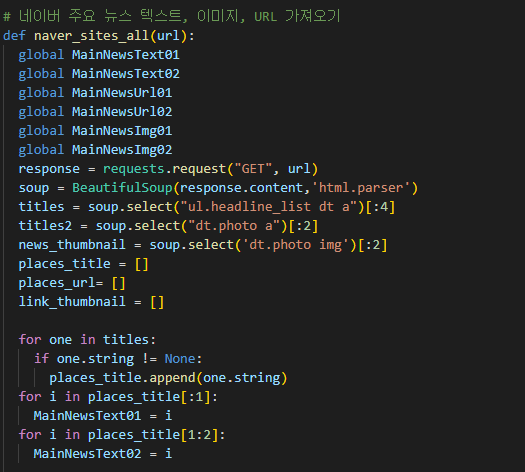 # 네이버 주요 뉴스 텍스트, 이미지, URL 가져오기
def naver_sites_all(url):
  global MainNewsText01
  global MainNewsText02
  global MainNewsUrl01
  global MainNewsUrl02
  global MainNewsImg01
  global MainNewsImg02
  response = requests.request("GET", url)
  soup = BeautifulSoup(response.content,'html.parser')
  titles = soup.select("ul.headline_list dt a")[:4]
  titles2 = soup.select("dt.photo a")[:2]
  news_thumbnail = soup.select('dt.photo img')[:2]
  places_title = []
  places_url= []
  link_thumbnail = []

  for one in titles:
    if one.string != None:
      places_title.append(one.string)
  for i in places_title[:1]:
    MainNewsText01 = i
  for i in places_title[1:2]:
    MainNewsText02 = i